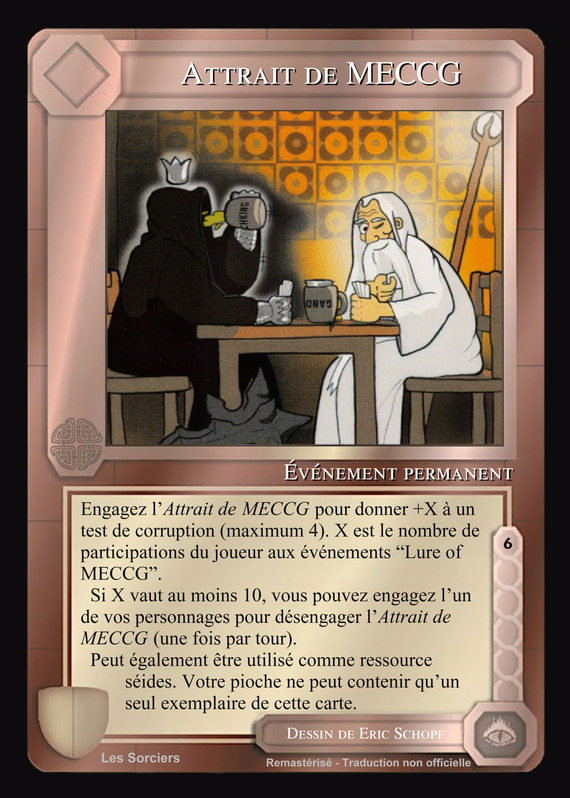 Attrait de MECCG
HKING
GAND
Événement permanent
Engagez l’Attrait de MECCG pour donner +X à un
test de corruption (maximum 4). X est le nombre de
participations du joueur aux événements “Lure of
MECCG”.
Si X vaut au moins 10, vous pouvez engagez l’un
de vos personnages pour désengager l’Attrait de
MECCG (une fois par tour).
Peut également être utilisé comme ressource
séides. Votre pioche ne peut contenir qu’un
seul exemplaire de cette carte.
6
Dessin de Eric Schopf
Les Sorciers
Remastérisé - Traduction non officielle